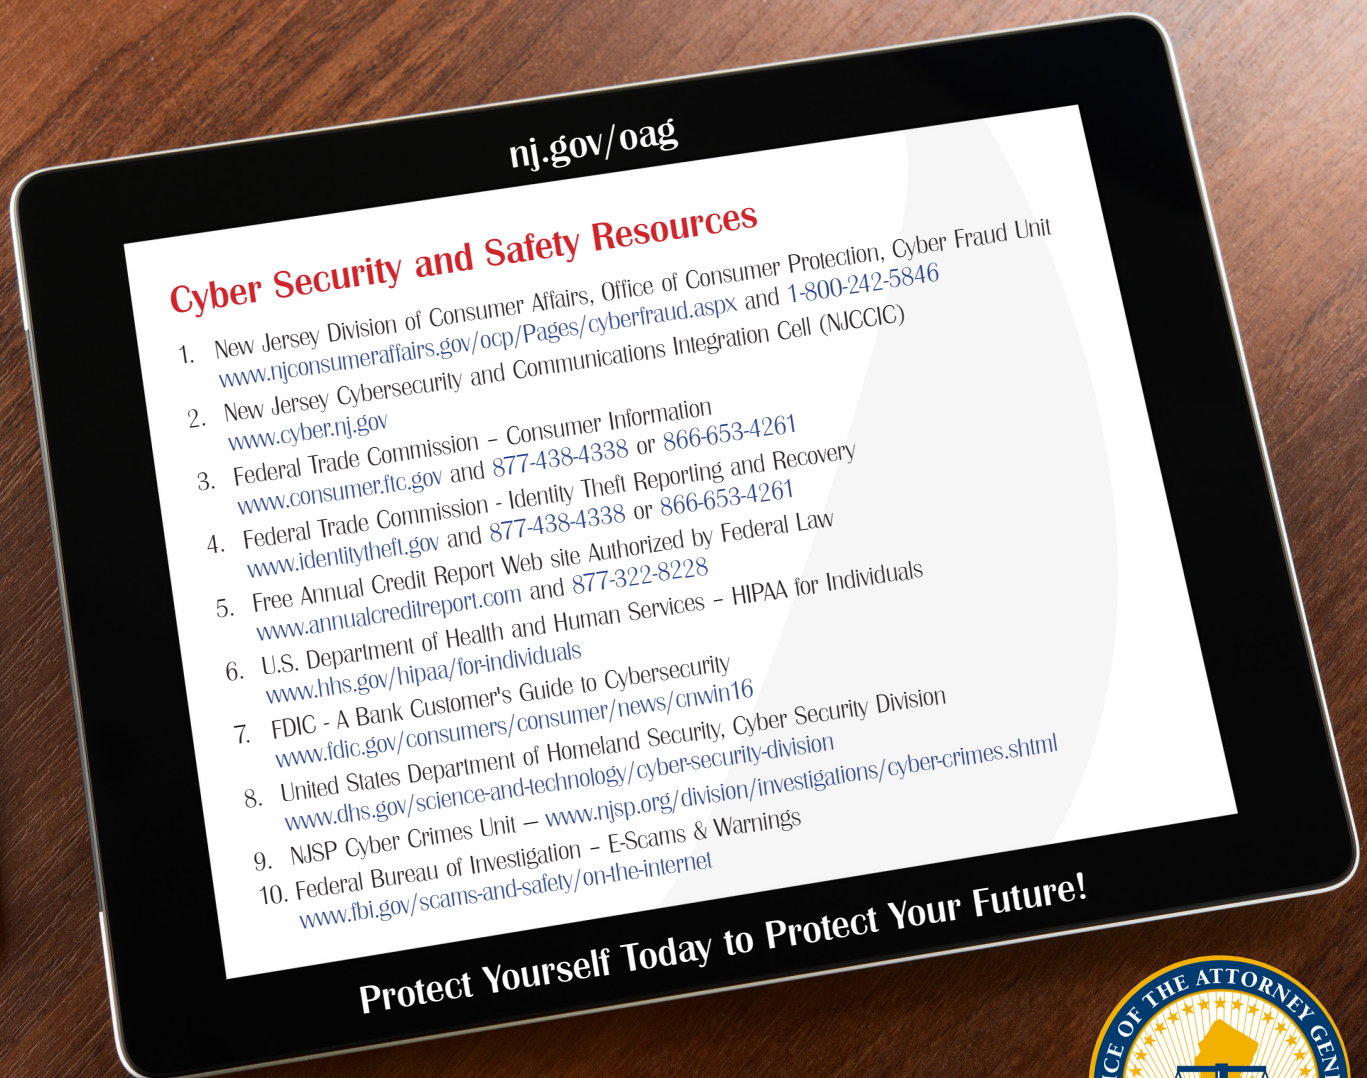 nj.gov/oag
Cyber Security and Safety Resources
1. New Jersey Division of Consumer Affairs, Office of Consumer Protection, Cyber Fraud Unit
www.njconsumeraffairs.gov/ocp/Pages/cyberfraud.aspx and 1-800-242-5846
2. New Jersey Cybersecurity and Communications Integration Cell (NJCCIC)
www.cyber.nj.gov
3. Federal Trade Commission – Consumer Information
www.consumer.ftc.gov and 877-438-4338 or 866-653-4261
4. Federal Trade Commission - Identity Theft Reporting and Recovery
www.identitytheft.gov and 877-438-4338 or 866-653-4261
5. Free Annual Credit Report Web site Authorized by Federal Law
www.annualcreditreport.com and 877-322-8228
6. U.S. Department of Health and Human Services – HIPAA for Individuals
www.hhs.gov/hipaa/for-individuals
7. FDIC - A Bank Customer's Guide to Cybersecurity
www.fdic.gov/consumers/consumer/news/cnwin16
8. United States Department of Homeland Security, Cyber Security Division
www.dhs.gov/science-and-technology/cyber-security-division
9. NJSP Cyber Crimes Unit — www.njsp.org/division/investigations/cyber-crimes.shtml
10. Federal Bureau of Investigation – E-Scams & Warnings
www.fbi.gov/scams-and-safety/on-the-internet
Protect Yourself Today to Protect Your Future!
OF THE ATTORNEY